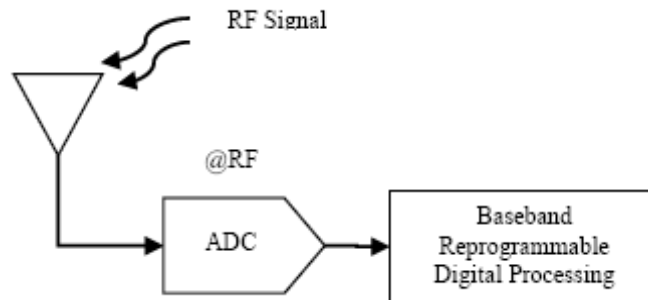 RF Signal
@RF
ADC
Baseband
Reprogrammable
Digital Processing